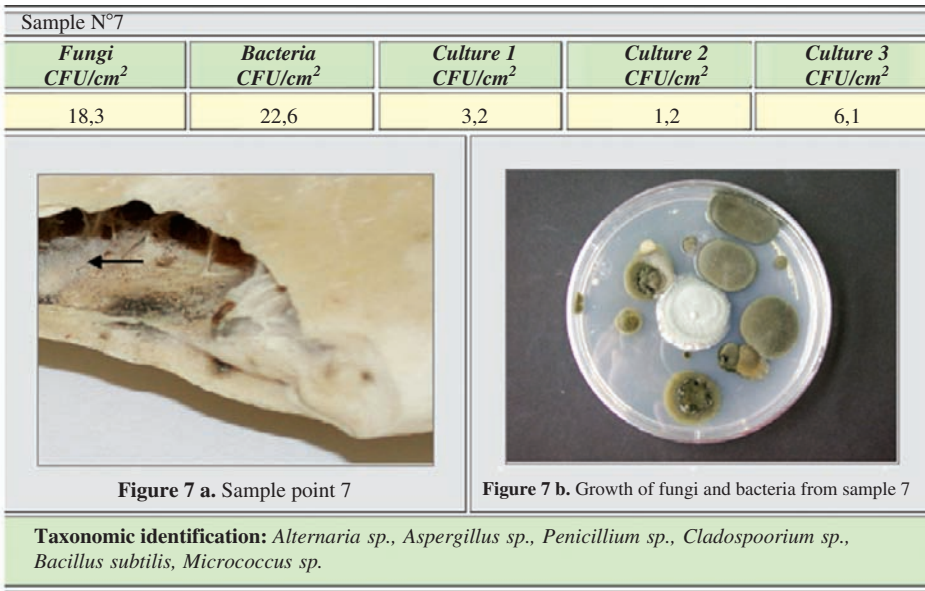 Sample N°7
Fungi Bacteria Culture 1 Culture 2 Culture 3
CFU/cm² CFU/cm² CFU/cm² CFU/cm² CFU/cm²
18,3 22,6 3,2 1,2 6,1
Figure 7 a. Sample point 7
Figure 7 b. Growth of fungi and bacteria from sample 7
Taxonomic identification: Alternaria sp., Aspergillus sp., Penicillium sp., Cladospoorium sp.,
Bacillus subtilis, Micrococcus sp.